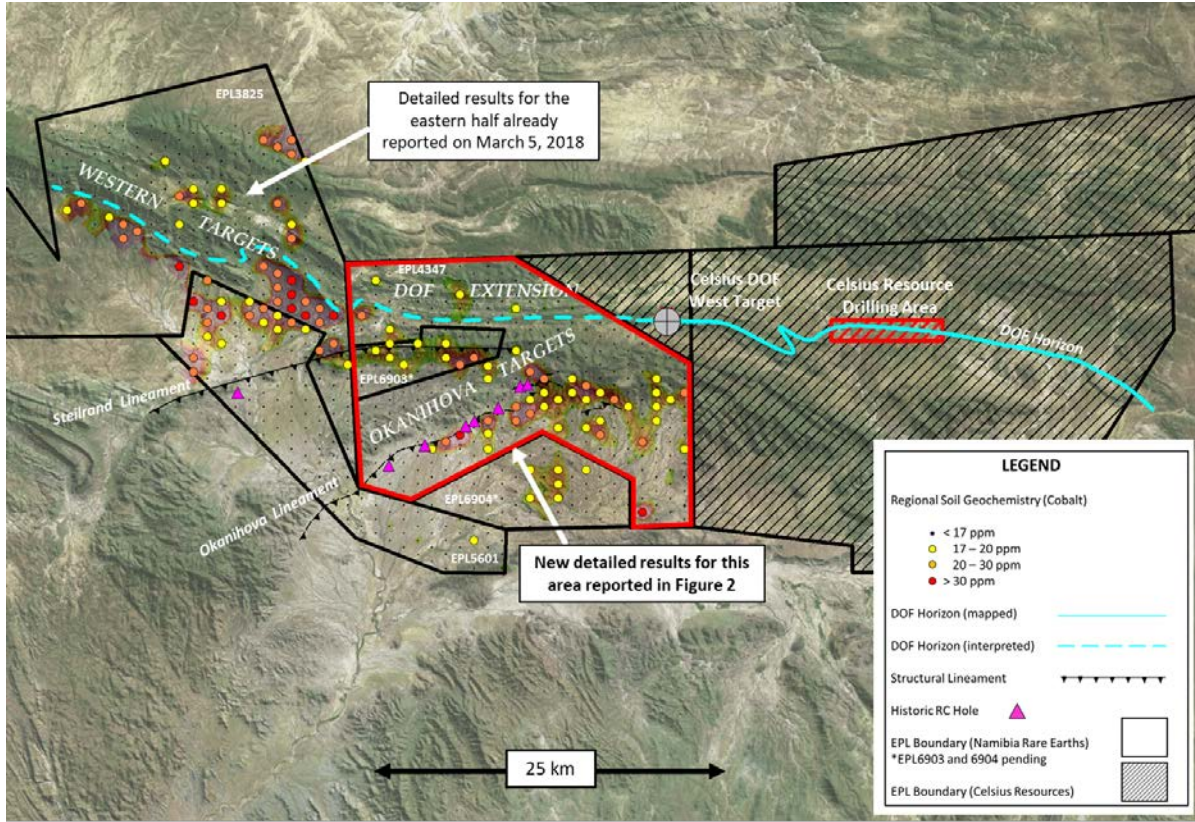 EPL3825
Detailed results for the
eastern half already
reported on March 5, 2018
WESTERN TARGETS
EPL4347
DOF EXTENSION
Celsius DOF
West Target
Celsius Resource
Drilling Area
DOF Horizon
EPL6903*
Steilrand Lineament
OKANIHOVA TARGETS
Okanihova Lineament
EPL6904*
EPL5601
New detailed results for this
area reported in Figure 2
25 km
LEGEND
Regional Soil Geochemistry (Cobalt)
< 17 ppm
17 – 20 ppm
20 – 30 ppm
> 30 ppm
DOF Horizon (mapped)
DOF Horizon (interpreted)
Structural Lineament
Historic RC Hole
EPL Boundary (Namibia Rare Earths)
*EPL6903 and 6904 pending
EPL Boundary (Celsius Resources)